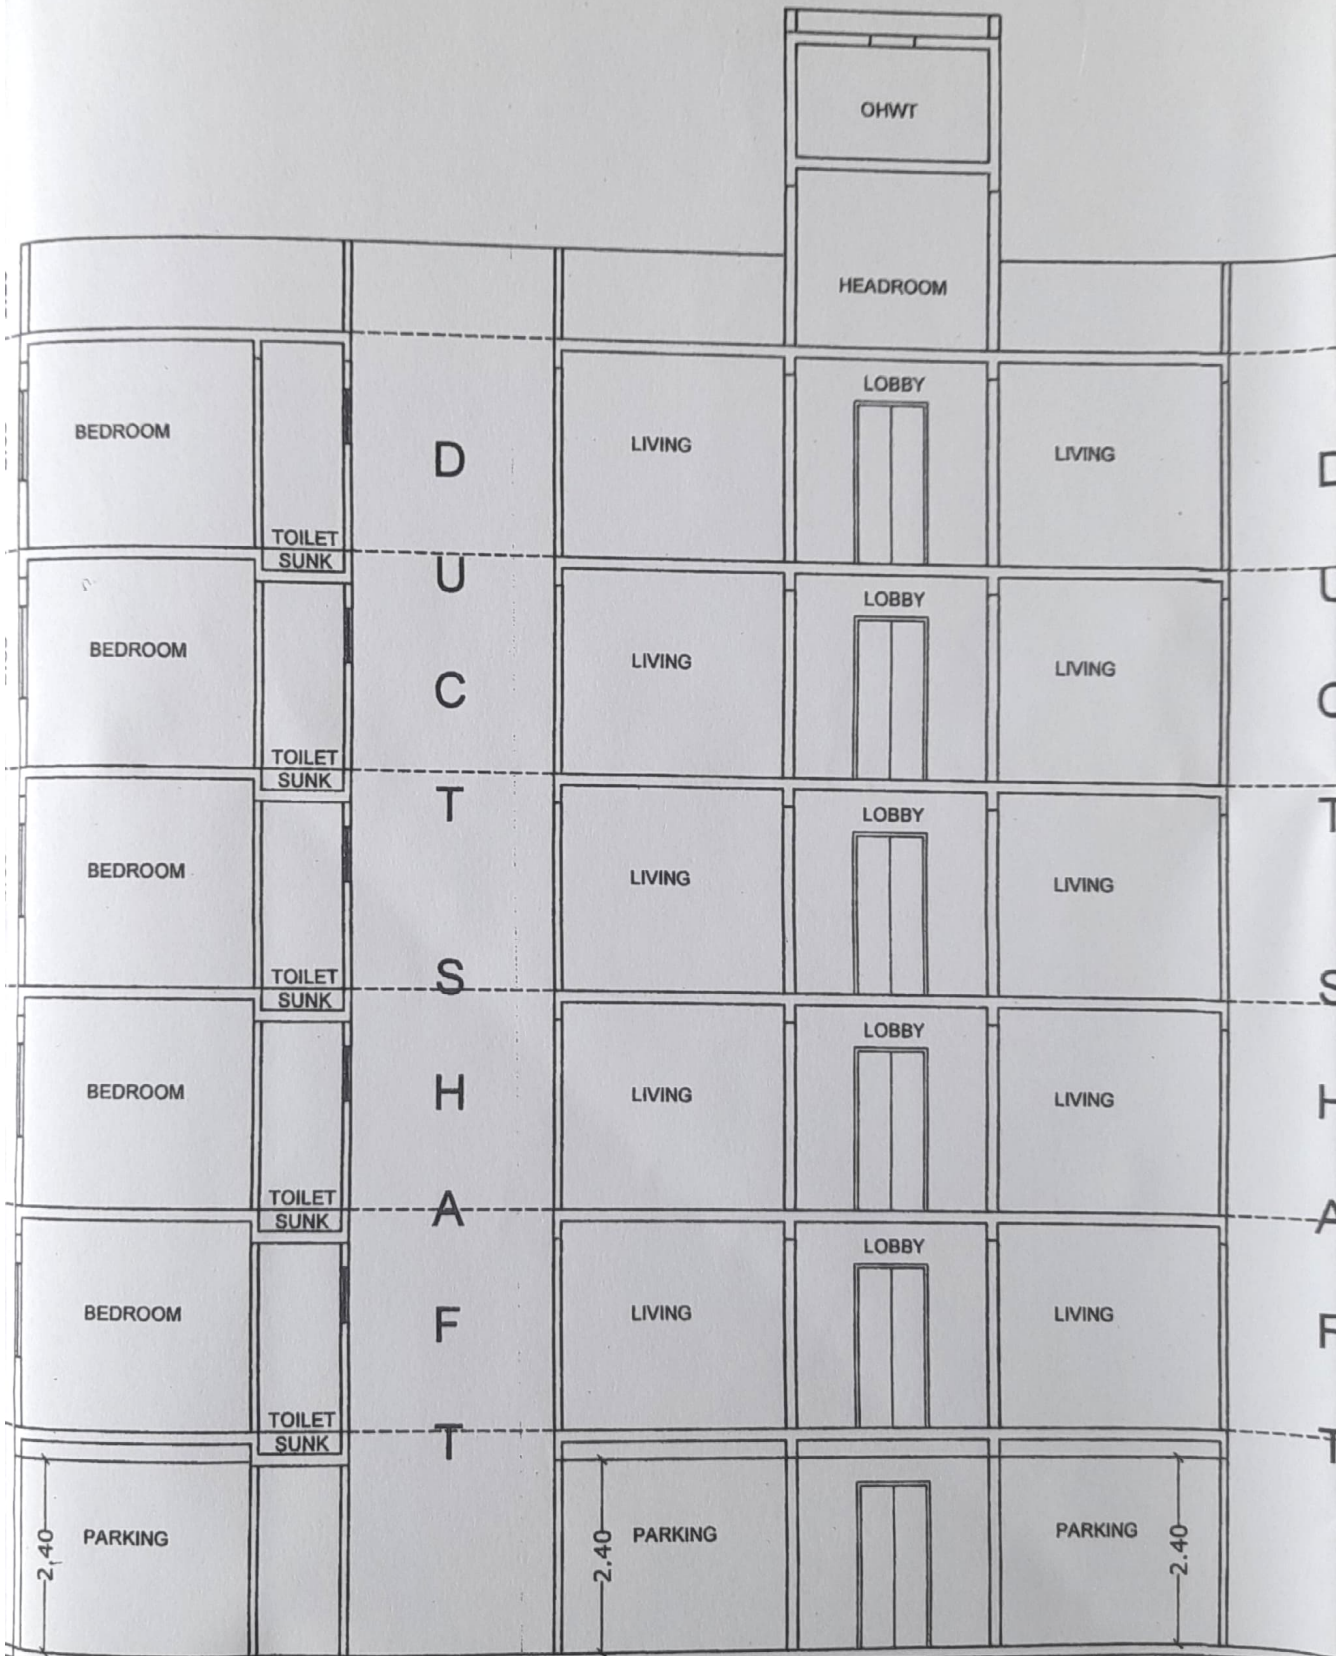 OHWT
HEADROOM
LOBBY
BEDROOM
LIVING
LIVING
D
D
TOILET
SUNK
U
U
LOBBY
BEDROOM
LIVING
LIVING
C
C
TOILET
SUNK
T
T
LOBBY
BEDROOM
LIVING
LIVING
TOILET
SUNK
S
S
LOBBY
BEDROOM
LIVING
LIVING
H
H
TOILET
SUNK
A
A
LOBBY
BEDROOM
LIVING
LIVING
F
F
TOILET
SUNK
T
T
2.40
PARKING
2.40
PARKING
PARKING
2.40